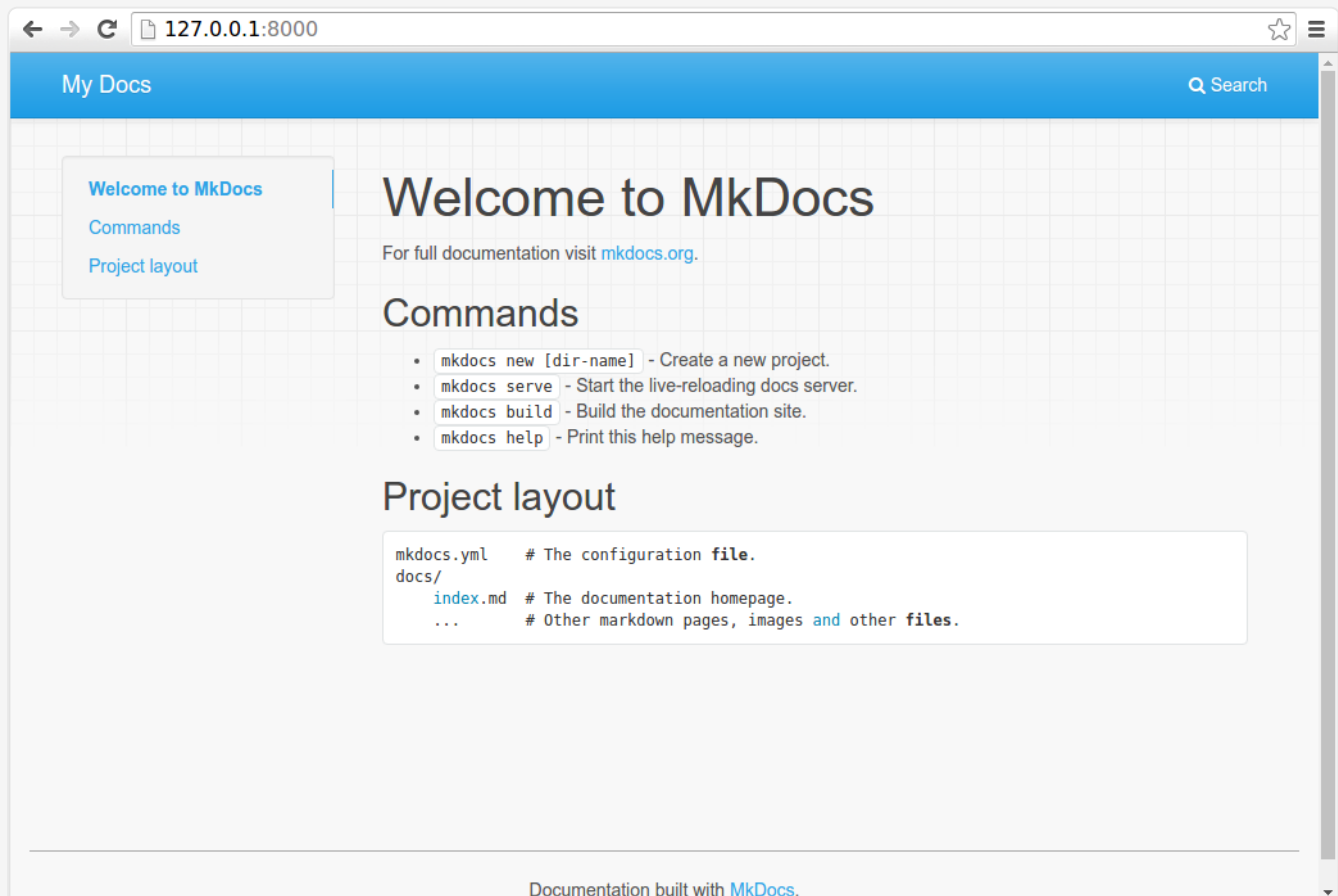 127.0.0.1:8000
My Docs
Search
Welcome to MkDocs
Commands
Project layout
Welcome to MkDocs
For full documentation visit mkdocs.org.
Commands
mkdocs new [dir-name] - Create a new project.
mkdocs serve - Start the live-reloading docs server.
mkdocs build - Build the documentation site.
mkdocs help - Print this help message.
Project layout
mkdocs.yml    # The configuration file.
docs/
    index.md  # The documentation homepage.
    ...       # Other markdown pages, images and other files.
Documentation built with MkDocs.